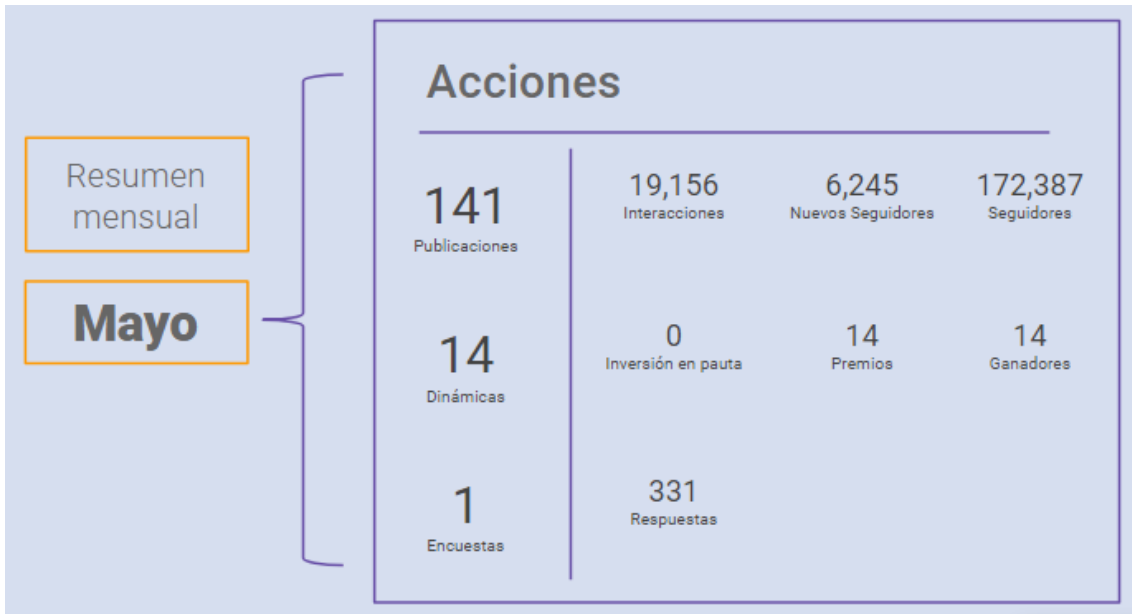 Resumen
mensual
Mayo
Acciones
141
Publicaciones
19,156
Interacciones
6,245
Nuevos Seguidores
172,387
Seguidores
14
Dinámicas
0
Inversión en pauta
14
Premios
14
Ganadores
1
Encuestas
331
Respuestas